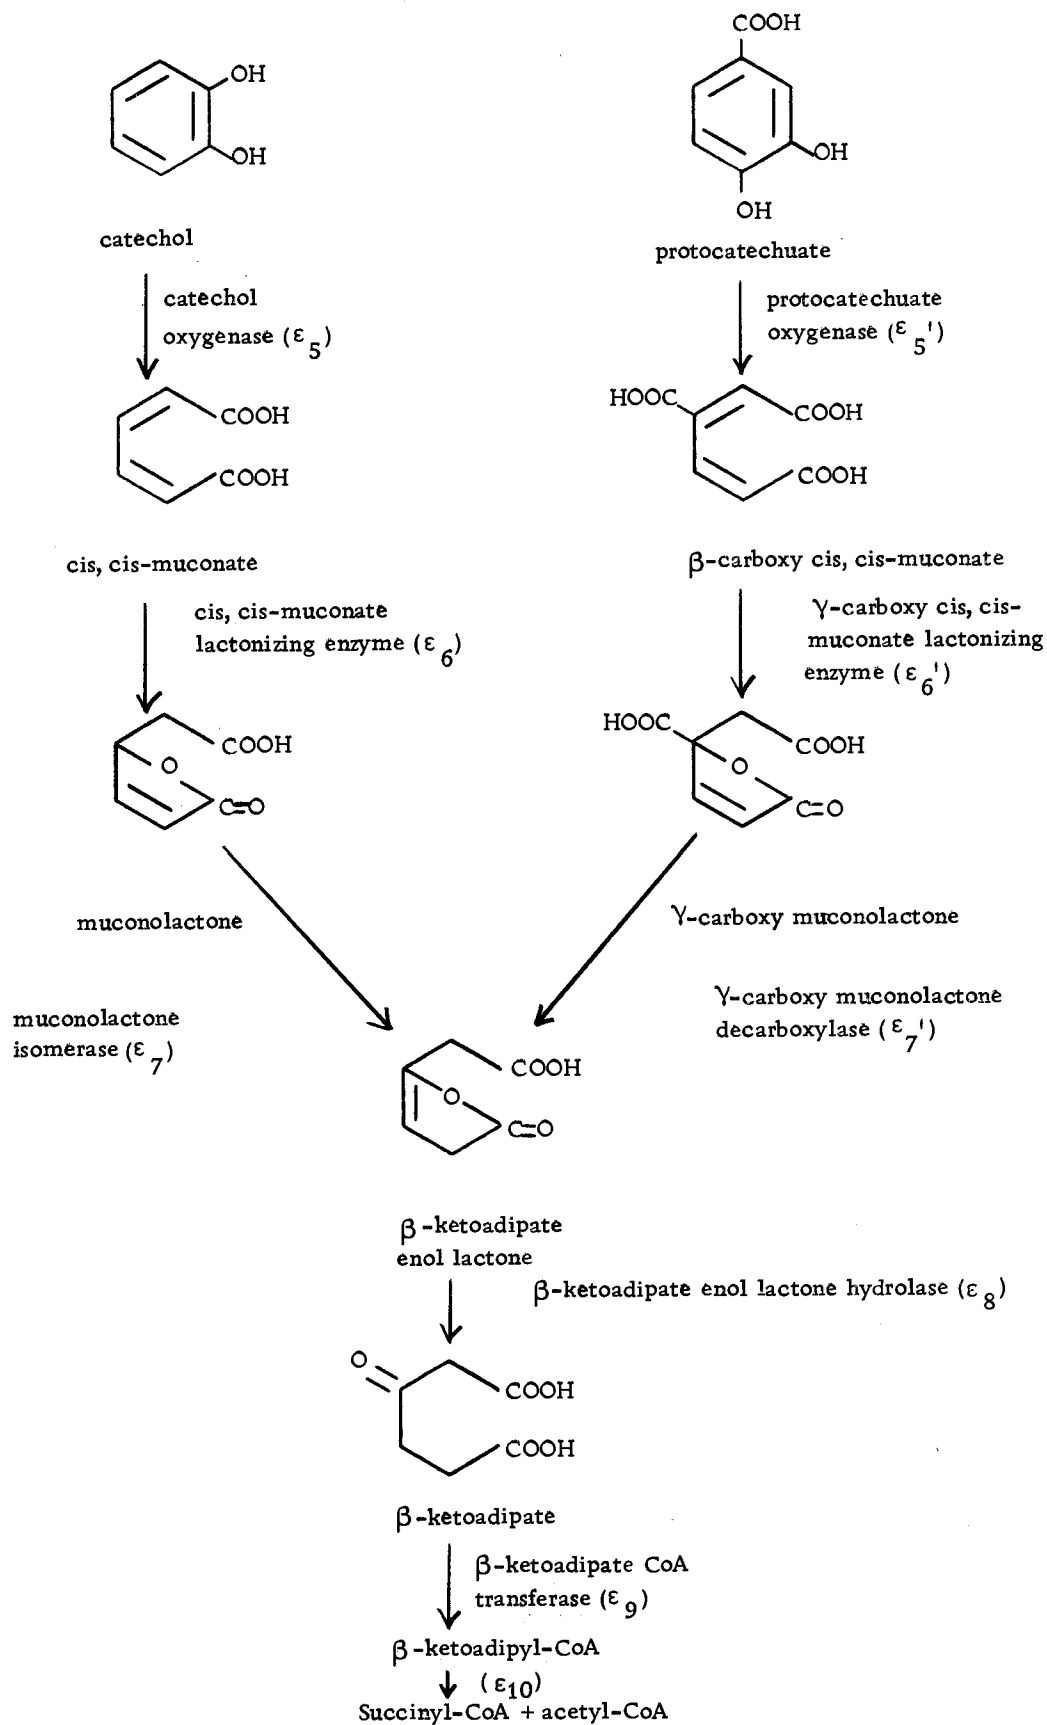 COOH
OH
OH
OH
OH
catechol
protocatechuate
catechol
oxygenase (ε5)
protocatechuate
oxygenase (ε5')
COOH
COOH
HOOC
COOH
COOH
cis, cis-muconate
β-carboxy cis, cis-muconate
cis, cis-muconate
lactonizing enzyme (ε6)
γ-carboxy cis, cis-
muconate lactonizing
enzyme (ε6')
COOH
O
C=O
HOOC
COOH
O
C=O
muconolactone
γ-carboxy muconolactone
muconolactone
isomerase (ε7)
γ-carboxy muconolactone
decarboxylase (ε7')
COOH
O
C=O
β-ketoadipate
enol lactone
β-ketoadipate enol lactone hydrolase (ε8)
O
COOH
COOH
β-ketoadipate
β-ketoadipate CoA
transferase (ε9)
β-ketoadipyl-CoA
(ε10)
Succinyl-CoA + acetyl-CoA